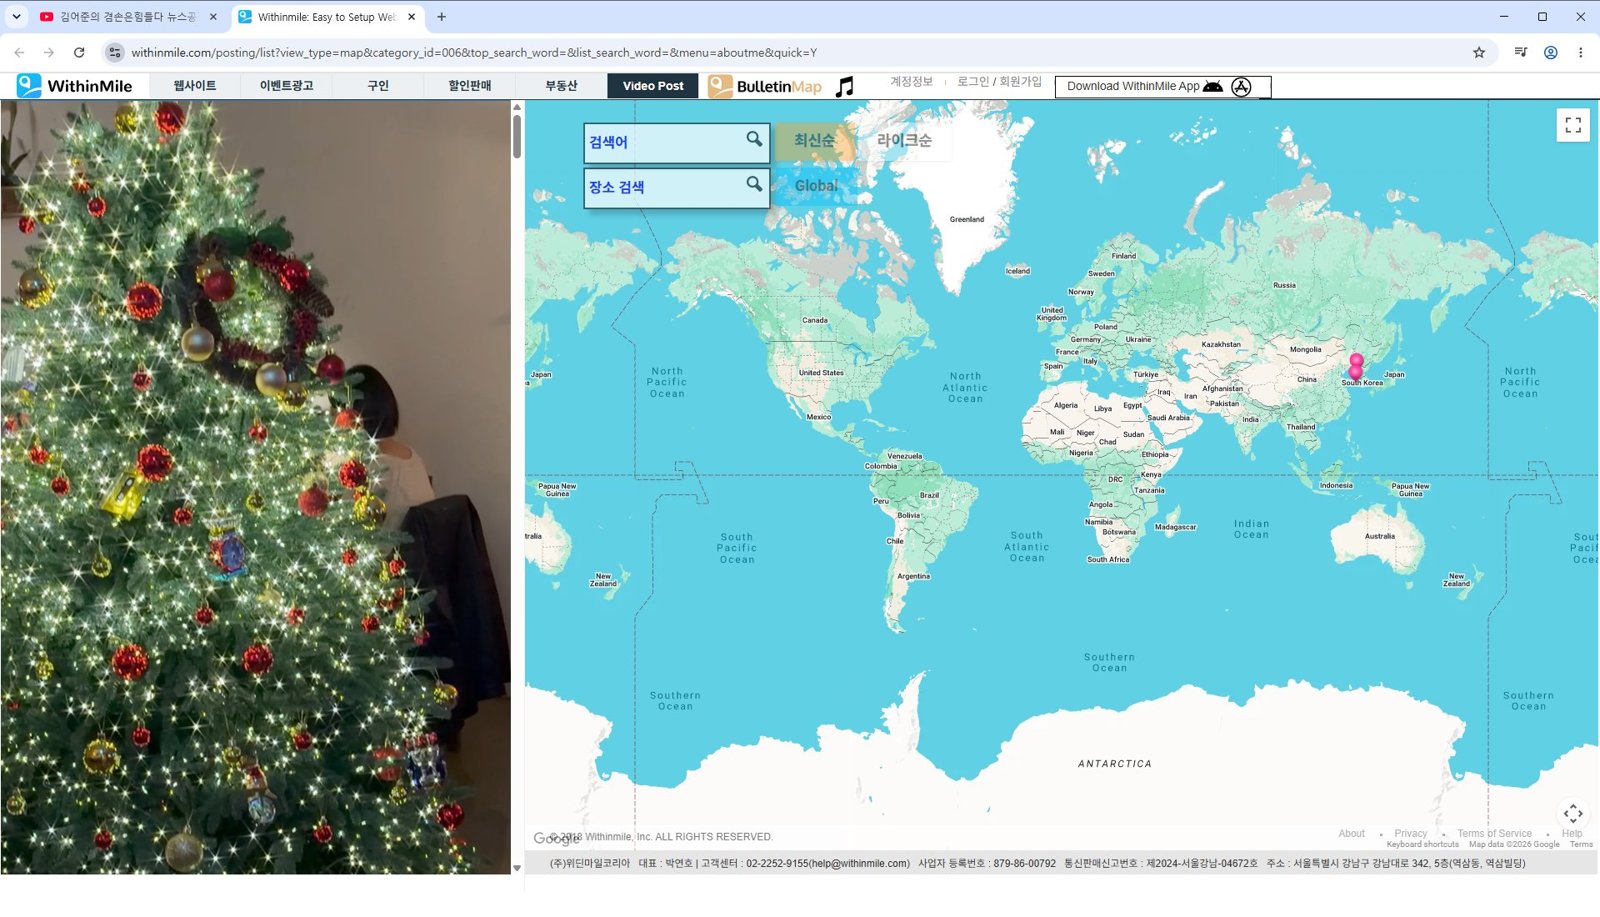 김어준의 겸손은힘들다 뉴스공
Withinmile: Easy to Setup Web
withinmile.com/posting/list?view_type=map&category_id=006&top_search_word=&list_search_word=&menu=aboutme&quick=Y
WithinMile 웹사이트 이벤트광고 구인 할인판매 부동산 Video Post BulletinMap 계정정보 로그인 / 회원가입 Download WithinMile App
검색어 최신순 라이크순
장소 검색 Global
Greenland
Finland
Iceland
Sweden
Russia
Norway
United Kingdom
Canada
Poland
Germany
Ukraine
Kazakhstan
Mongolia
France
Italy
Spain
United States
Türkiye
China
Japan
South Korea
Japan
North Pacific Ocean
North Atlantic Ocean
North Pacific Ocean
Afghanistan
Iraq
Iran
Pakistan
Algeria
Libya
Egypt
Saudi Arabia
Mexico
India
Mali
Niger
Chad
Sudan
Thailand
Nigeria
Ethiopia
Venezuela
Colombia
Kenya
DRC
Tanzania
Indonesia
Papua New Guinea
Papua New Guinea
Peru
Brazil
Bolivia
Angola
Namibia
Botswana
Madagascar
Indian Ocean
Chile
South Pacific Ocean
South Atlantic Ocean
South Africa
Australia
tralia
Argentina
New Zealand
New Zealand
Southern Ocean
Southern Ocean
Southern Ocean
ANTARCTICA
Google
Withinmile, Inc. ALL RIGHTS RESERVED.
About Privacy Terms of Service Help
Keyboard shortcuts Map data ©2026 Google Terms
(주)위딘마일코리아 대표 : 박연호 | 고객센터 : 02-2252-9155(help@withinmile.com) 사업자 등록번호 : 879-86-00792 통신판매신고번호 : 제2024-서울강남-04672호 주소 : 서울특별시 강남구 강남대로 342, 5층(역삼동, 역삼빌딩)